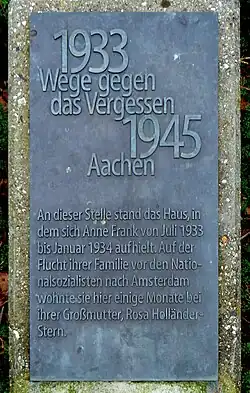 1933
Wege gegen
das Vergessen
1945
Aachen
An dieser Stelle stand das Haus, in
dem sich Anne Frank von Juli 1933
bis Januar 1934 aufhielt. Auf der
Flucht ihrer Familie vor den Natio-
nalsozialisten nach Amsterdam
wohnte sie hier einige Monate bei
ihrer Großmutter, Rosa Holländer-
Stern.